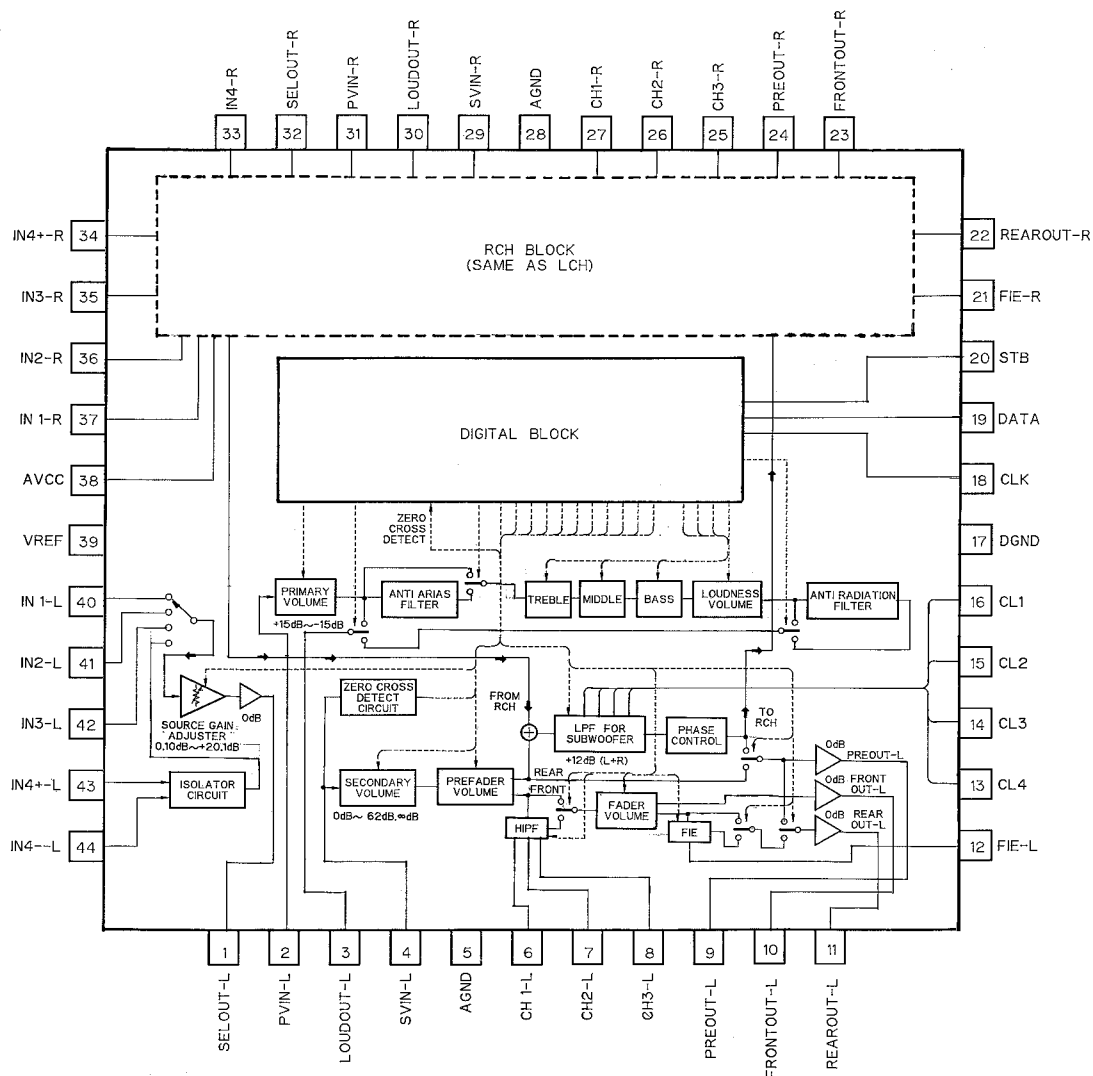 IN4-R
SELOUT-R
PVIN-R
LOUDOUT-R
SVIN-R
AGND
CH1-R
CH2-R
CH3-R
PREOUT-R
FRONTOUT-R
33
32
31
30
29
28
27
26
25
24
23
IN4+-R 34
IN3-R 35
IN2-R 36
IN 1-R 37
AVCC 38
VREF 39
IN 1-L 40
IN2-L 41
IN3-L 42
IN4+-L 43
IN4--L 44
22 REAROUT-R
21 FIE-R
20 STB
19 DATA
18 CLK
17 DGND
16 CL1
15 CL2
14 CL3
13 CL4
12 FIE-L
RCH BLOCK
(SAME AS LCH)
DIGITAL BLOCK
ZERO
CROSS
DETECT
PRIMARY
VOLUME
+15dB~-15dB
ANTI ARIAS
FILTER
TREBLE
MIDDLE
BASS
LOUDNESS
VOLUME
ANTI RADIATION
FILTER
0dB
SOURCE GAIN
ADJUSTER
0.10dB~+20.1dB
ISOLATOR
CIRCUIT
ZERO CROSS
DETECT
CIRCUIT
FROM
RCH
LPF FOR
SUBWOOFER
+12dB (L+R)
PHASE
CONTROL
TO
RCH
SECONDARY
VOLUME
0dB~ 62dB,∞dB
PREFADER
VOLUME
REAR
FRONT
HIPF
FADER
VOLUME
FIE
0dB
PREOUT-L
0dB FRONT
OUT-L
0dB REAR
OUT-L
1
2
3
4
5
6
7
8
9
10
11
SELOUT-L
PVIN-L
LOUDOUT-L
SVIN-L
AGND
CH 1-L
CH2-L
CH3-L
PREOUT-L
FRONTOUT-L
REAROUT-L